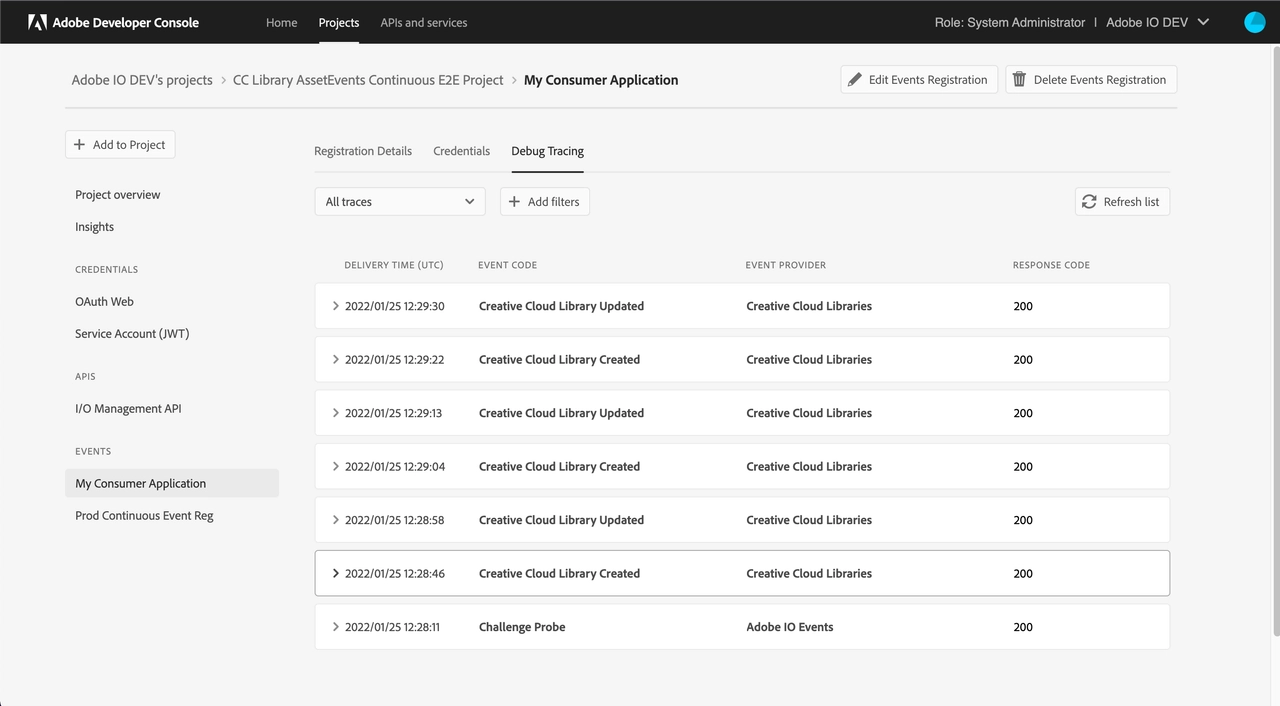 Adobe Developer Console Home Projects APIs and services Role: System Administrator | Adobe IO DEV
Adobe IO DEV's projects > CC Library AssetEvents Continuous E2E Project > My Consumer Application Edit Events Registration Delete Events Registration
Add to Project
Project overview
Insights
CREDENTIALS
OAuth Web
Service Account (JWT)
APIS
I/O Management API
EVENTS
My Consumer Application
Prod Continuous Event Reg
Registration Details Credentials Debug Tracing
All traces Add filters Refresh list
DELIVERY TIME (UTC) EVENT CODE EVENT PROVIDER RESPONSE CODE
2022/01/25 12:29:30 Creative Cloud Library Updated Creative Cloud Libraries 200
2022/01/25 12:29:22 Creative Cloud Library Created Creative Cloud Libraries 200
2022/01/25 12:29:13 Creative Cloud Library Updated Creative Cloud Libraries 200
2022/01/25 12:29:04 Creative Cloud Library Created Creative Cloud Libraries 200
2022/01/25 12:28:58 Creative Cloud Library Updated Creative Cloud Libraries 200
2022/01/25 12:28:46 Creative Cloud Library Created Creative Cloud Libraries 200
2022/01/25 12:28:11 Challenge Probe Adobe IO Events 200